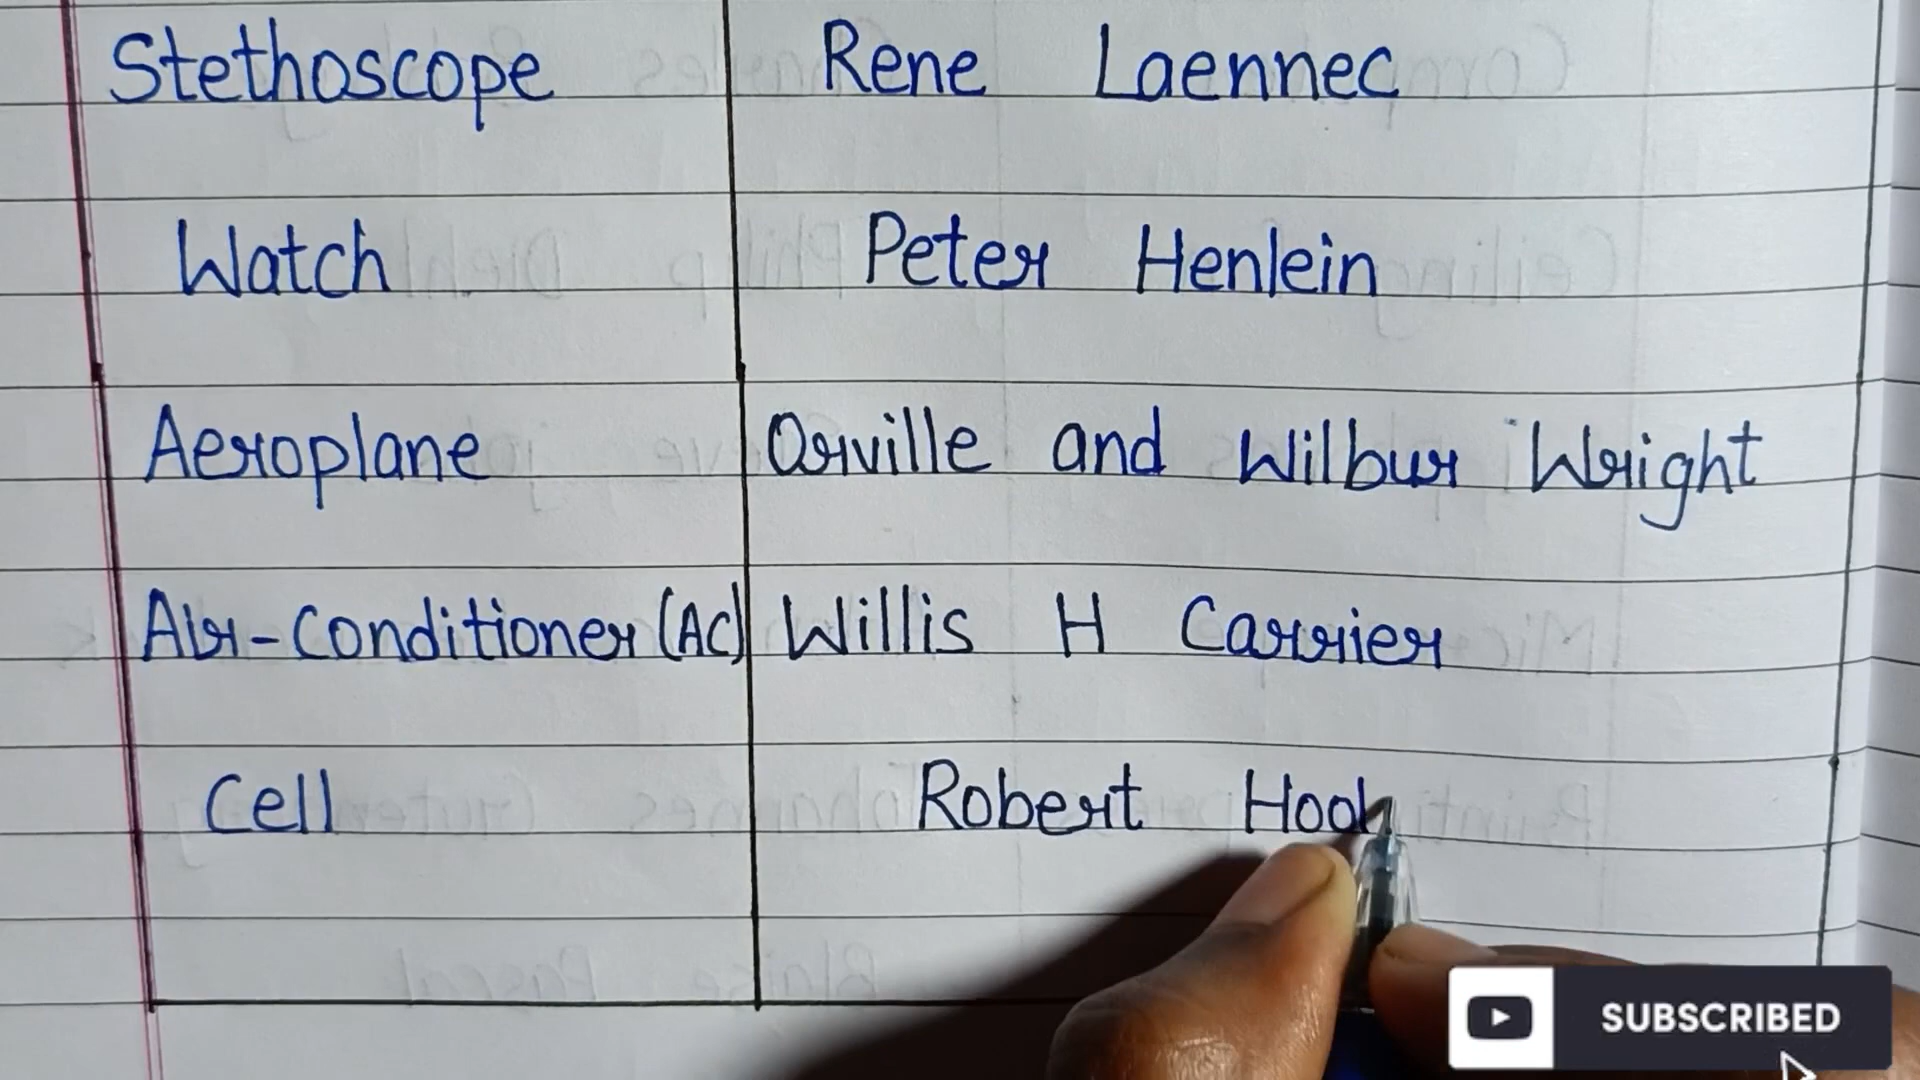 Stethoscope Rene Laennec
Watch Peter Henlein
Aeroplane Orville and Wilbur Wright
Air-Conditioner (AC) Willis H Carrier
Cell Robert Hook
SUBSCRIBED